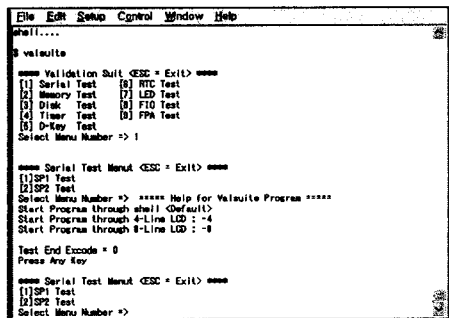 File Edit Setup Control Window Help
shell....
$ valsuite
**** Validation Suit <ESC = Exit> ****
[1] Serial Test [6] RTC Test
[2] Memory Test [7] LED Test
[3] Disk Test [8] FIO Test
[4] Timer Test [9] FPA Test
[5] D-Key Test
Select Menu Number => 1
**** Serial Test Menut <ESC = Exit> ****
[1]SP1 Test
[2]SP2 Test
Select Menu Number => ***** Help for Valsuite Program *****
Start Program through shell <Default>
Start Program through 4-Line LCD : -4
Start Program through 8-Line LCD : -8
Test End Excode = 0
Press Any Key
**** Serial Test Menut <ESC = Exit> ****
[1]SP1 Test
[2]SP2 Test
Select Menu Number =>